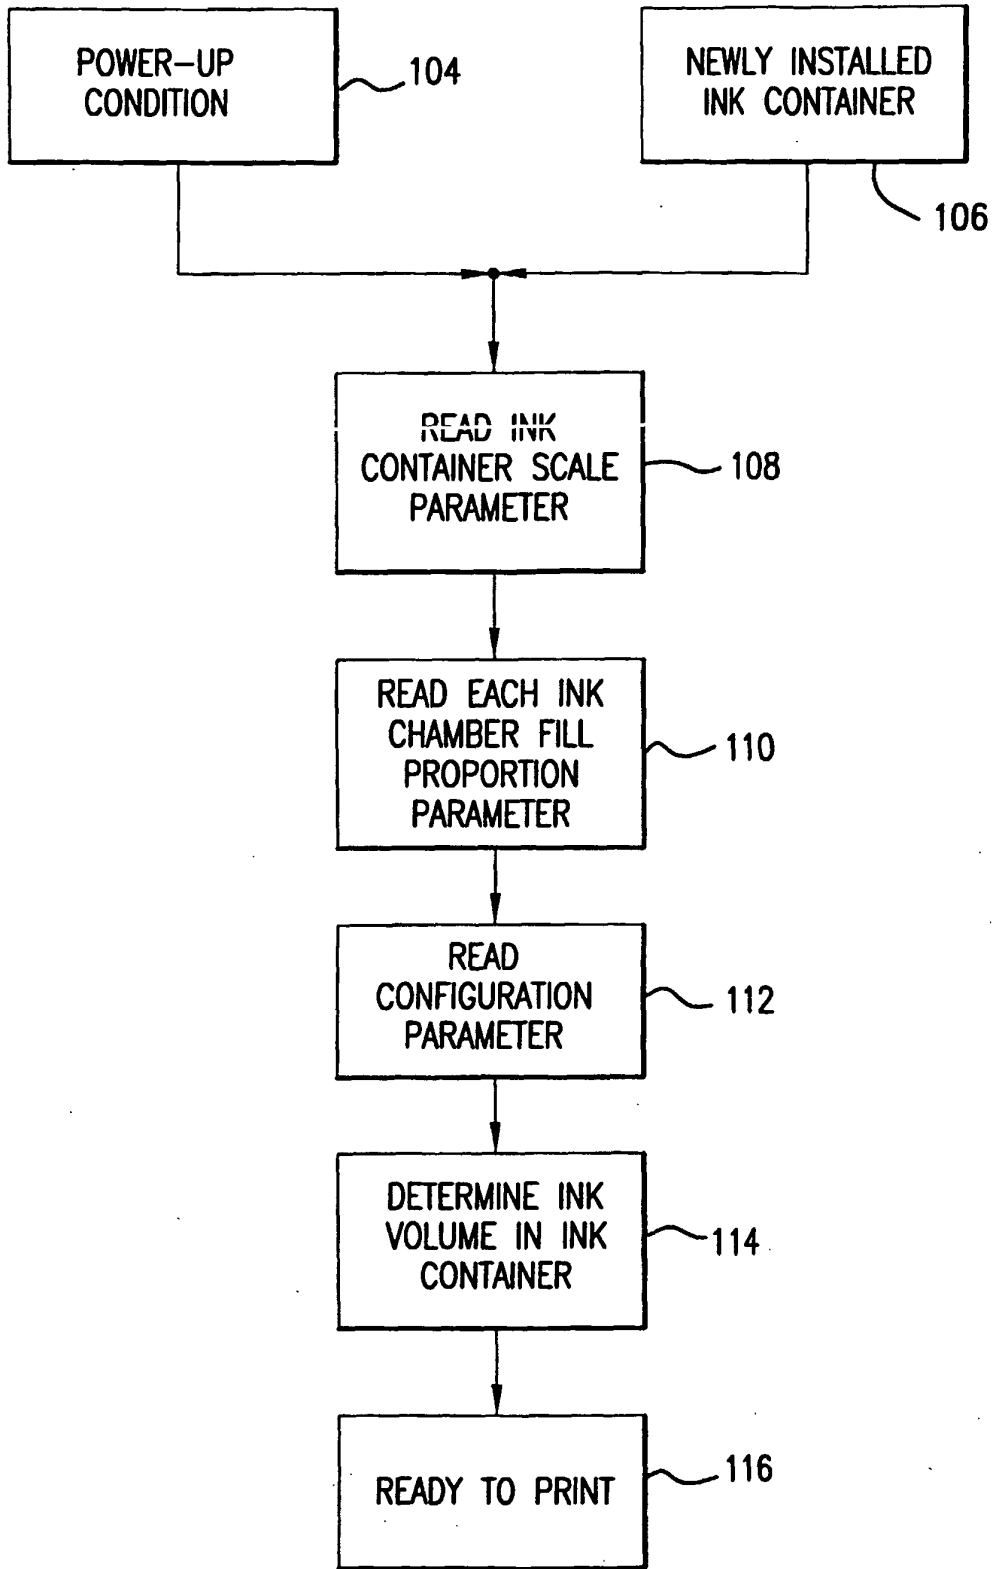 POWER-UP
CONDITION
104
NEWLY INSTALLED
INK CONTAINER
106
READ INK
CONTAINER SCALE
PARAMETER
108
READ EACH INK
CHAMBER FILL
PROPORTION
PARAMETER
110
READ
CONFIGURATION
PARAMETER
112
DETERMINE INK
VOLUME IN INK
CONTAINER
114
READY TO PRINT
116